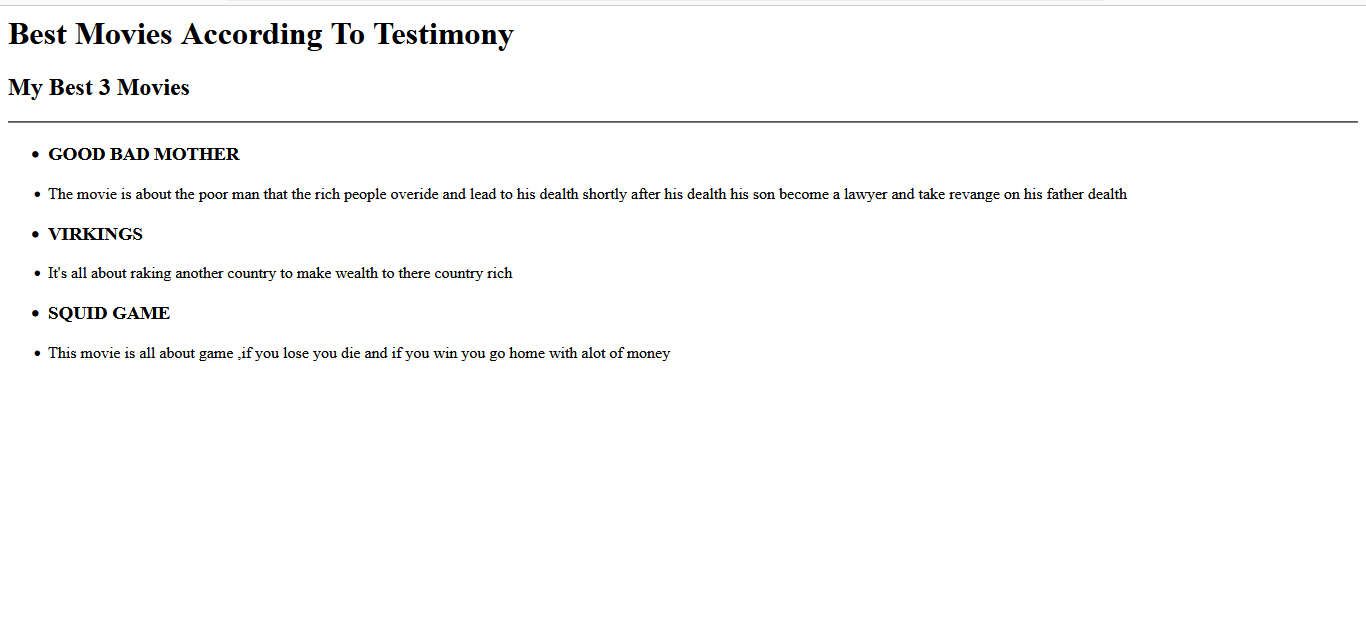 Best Movies According To Testimony
My Best 3 Movies
GOOD BAD MOTHER
The movie is about the poor man that the rich people overide and lead to his dealth shortly after his dealth his son become a lawyer and take revange on his father dealth
VIRKINGS
It's all about raking another country to make wealth to there country rich
SQUID GAME
This movie is all about game ,if you lose you die and if you win you go home with alot of money